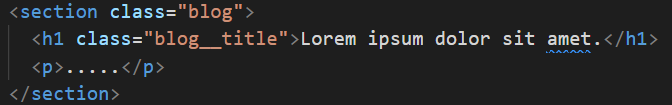 <section class="blog">
  <h1 class="blog__title">Lorem ipsum dolor sit amet.</h1>
  <p>.....</p>
</section>